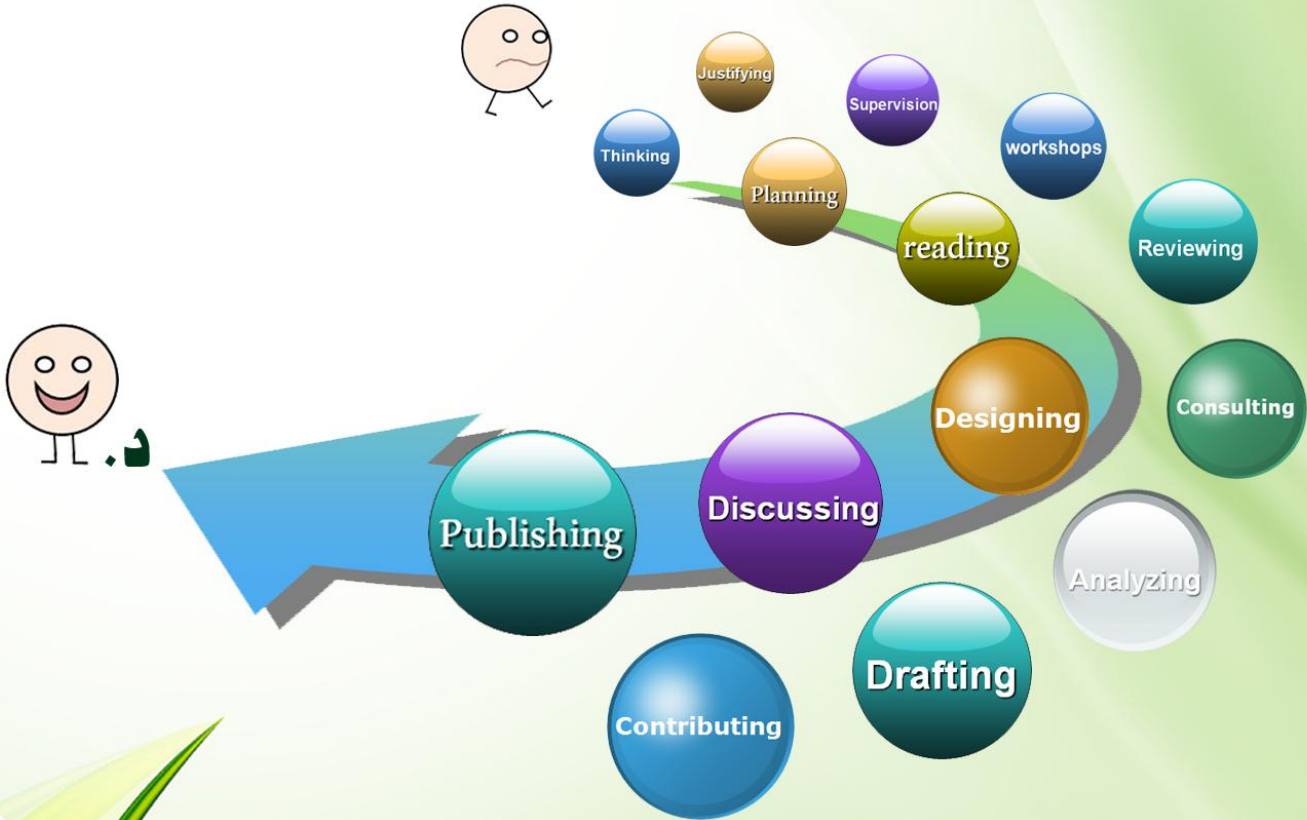 Justifying
Supervision
Thinking
workshops
Planning
reading
Reviewing
Designing
Consulting
د.
Discussing
Publishing
Analyzing
Drafting
Contributing